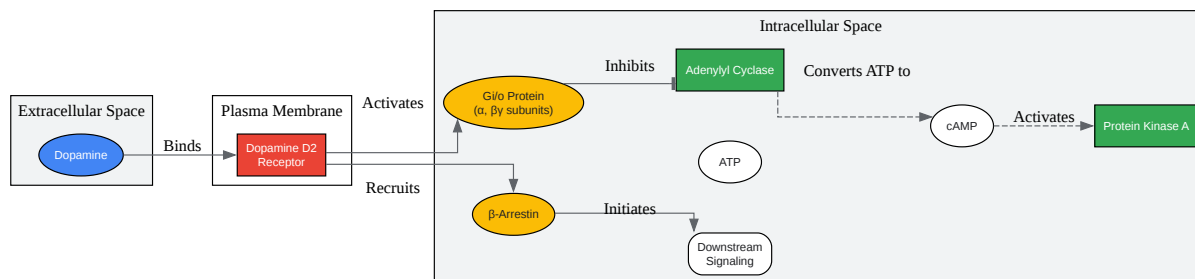 Intracellular Space
Extracellular Space
Plasma Membrane
Dopamine
Binds
Dopamine D2
Receptor
Activates
Recruits
Gi/o Protein
(α, βγ subunits)
Inhibits
Adenylyl Cyclase
Converts ATP to
cAMP
Activates
Protein Kinase A
ATP
β-Arrestin
Initiates
Downstream
Signaling